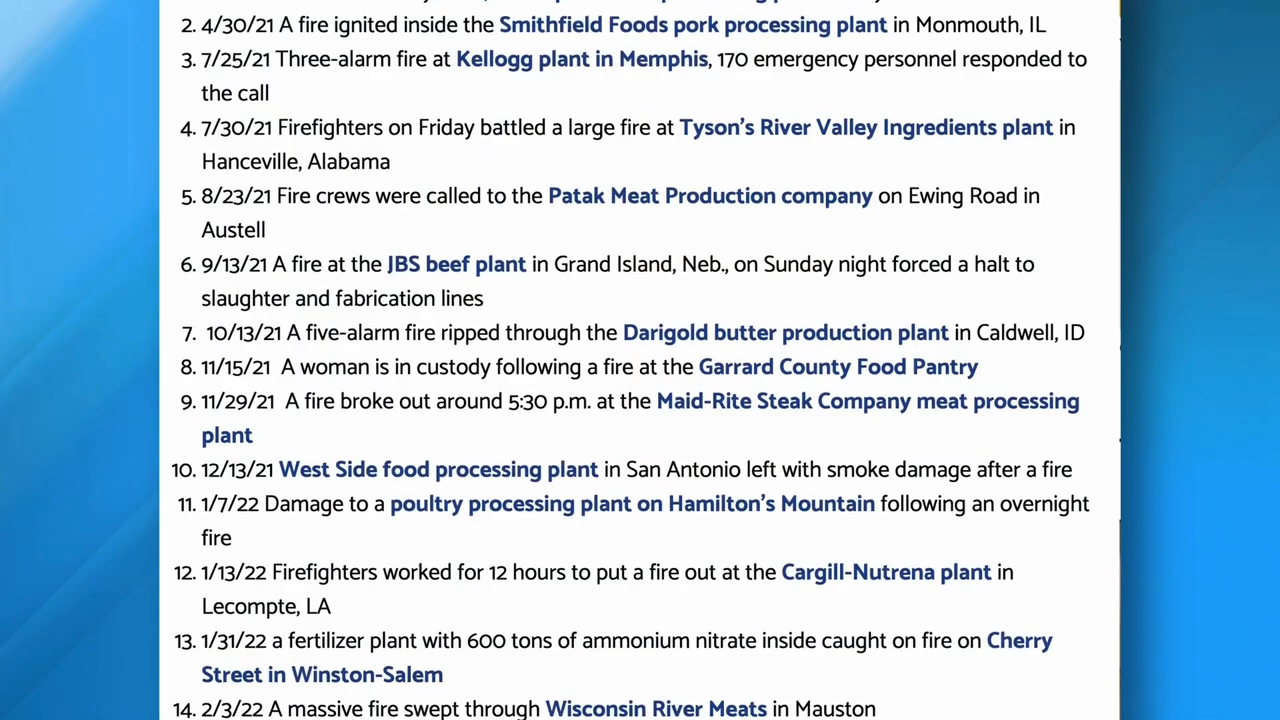 2. 4/30/21 A fire ignited inside the Smithfield Foods pork processing plant in Monmouth, IL
3. 7/25/21 Three-alarm fire at Kellogg plant in Memphis, 170 emergency personnel responded to
the call
4. 7/30/21 Firefighters on Friday battled a large fire at Tyson's River Valley Ingredients plant in
Hanceville, Alabama
5. 8/23/21 Fire crews were called to the Patak Meat Production company on Ewing Road in
Austell
6. 9/13/21 A fire at the JBS beef plant in Grand Island, Neb., on Sunday night forced a halt to
slaughter and fabrication lines
7. 10/13/21 A five-alarm fire ripped through the Darigold butter production plant in Caldwell, ID
8. 11/15/21 A woman is in custody following a fire at the Garrard County Food Pantry
9. 11/29/21 A fire broke out around 5:30 p.m. at the Maid-Rite Steak Company meat processing
plant
10. 12/13/21 West Side food processing plant in San Antonio left with smoke damage after a fire
11. 1/7/22 Damage to a poultry processing plant on Hamilton's Mountain following an overnight
fire
12. 1/13/22 Firefighters worked for 12 hours to put a fire out at the Cargill-Nutrena plant in
Lecompte, LA
13. 1/31/22 a fertilizer plant with 600 tons of ammonium nitrate inside caught on fire on Cherry
Street in Winston-Salem
14. 2/3/22 A massive fire swept through Wisconsin River Meats in Mauston